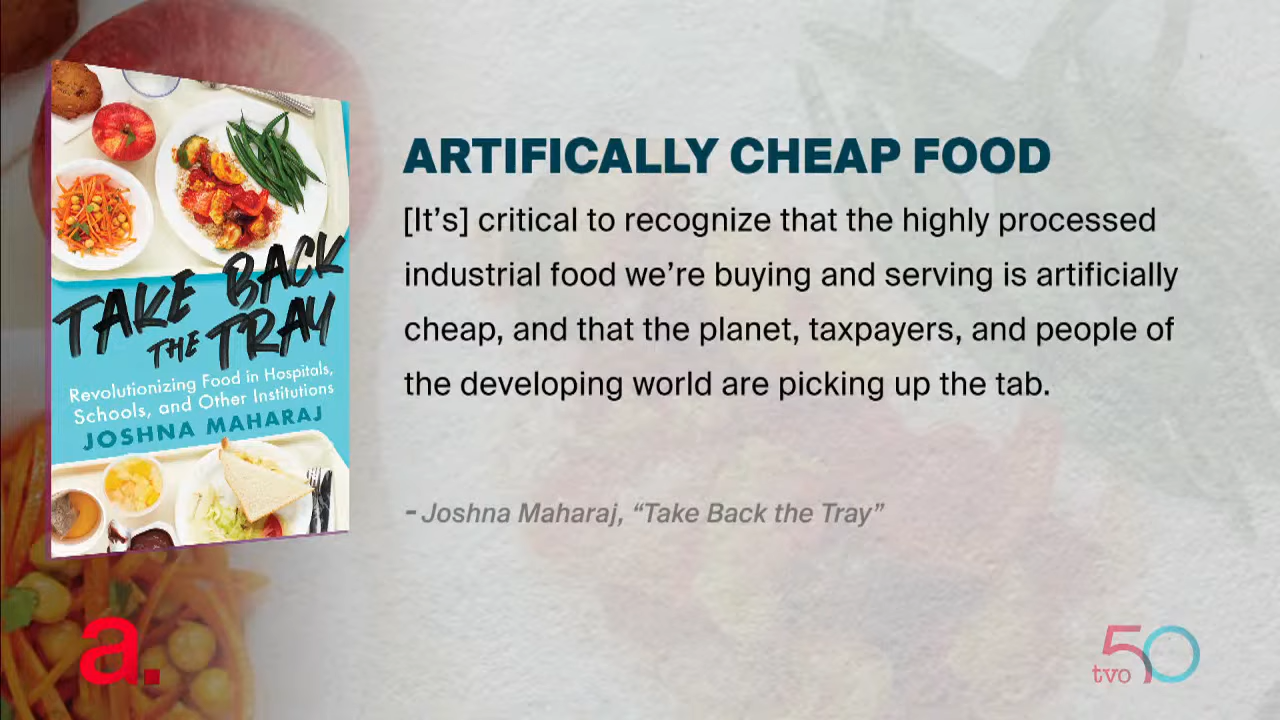 TAKE BACK
THE TRAY
Revolutionizing Food in Hospitals,
Schools, and Other Institutions
JOSHNA MAHARAJ
ARTIFICALLY CHEAP FOOD
[It’s] critical to recognize that the highly processed
industrial food we’re buying and serving is artificially
cheap, and that the planet, taxpayers, and people of
the developing world are picking up the tab.
- Joshna Maharaj, “Take Back the Tray”
a.
tvo 50